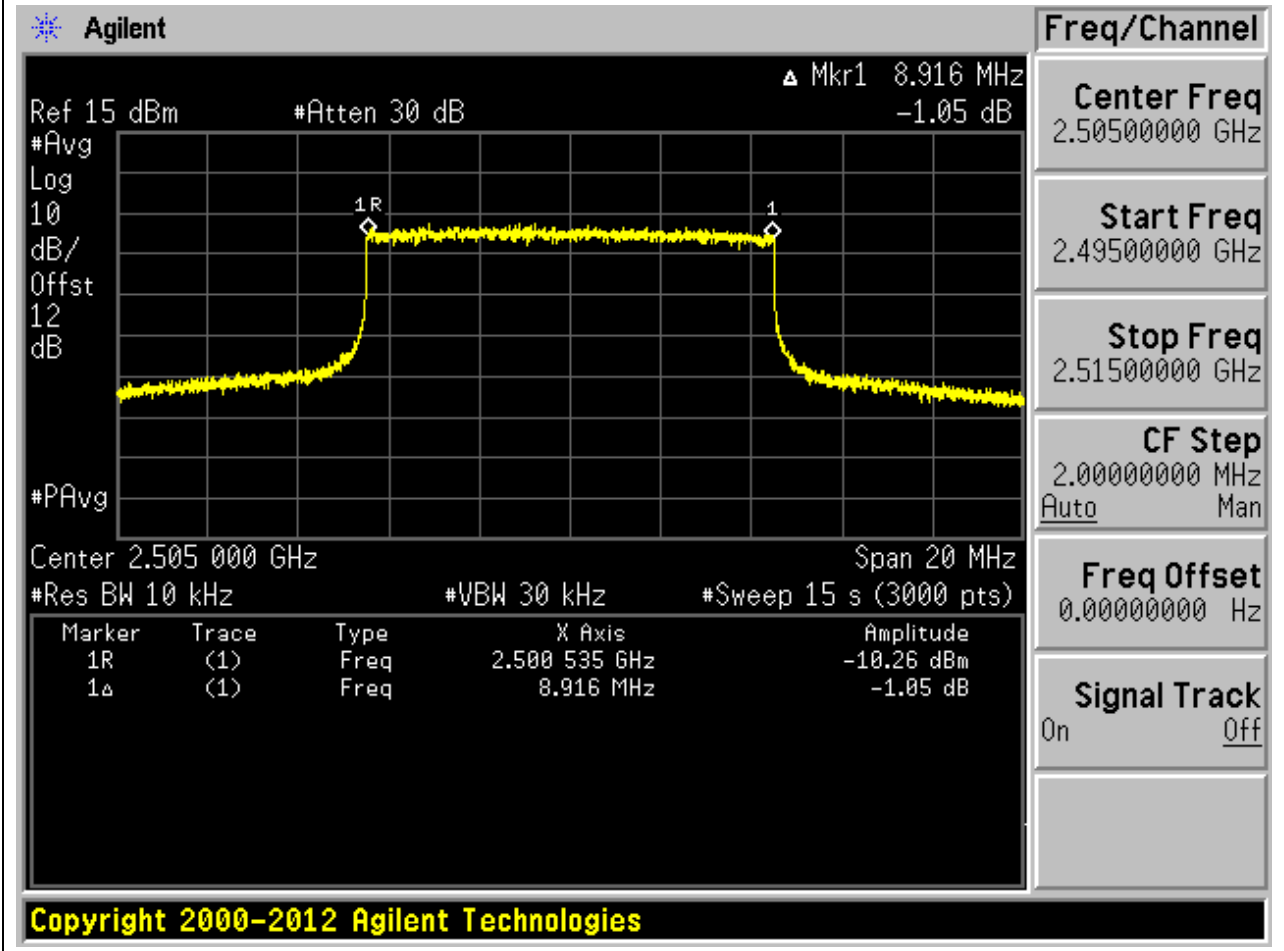 Agilent
Freq/Channel
Δ Mkr1 8.916 MHz
Ref 15 dBm #Atten 30 dB -1.05 dB
#Avg
Log
10
dB/
Offst
12
dB
#PAvg
1R
1
Center 2.505 000 GHz Span 20 MHz
#Res BW 10 kHz #VBW 30 kHz #Sweep 15 s (3000 pts)
Marker Trace Type X Axis Amplitude
1R (1) Freq 2.500 535 GHz -10.26 dBm
1Δ (1) Freq 8.916 MHz -1.05 dB
Center Freq
2.50500000 GHz
Start Freq
2.49500000 GHz
Stop Freq
2.51500000 GHz
CF Step
2.00000000 MHz
Auto Man
Freq Offset
0.00000000 Hz
Signal Track
On Off
Copyright 2000-2012 Agilent Technologies